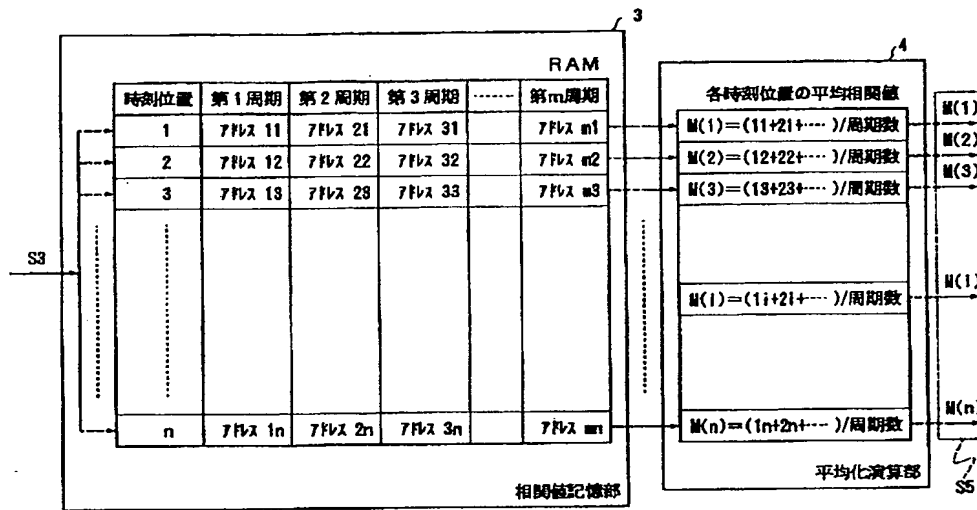 3
4
RAM
時刻位置 第1周期 第2周期 第3周期 ┈┈ 第m周期
1 アドレス 11 アドレス 21 アドレス 31 アドレス m1
2 アドレス 12 アドレス 22 アドレス 32 アドレス m2
3 アドレス 13 アドレス 23 アドレス 33 アドレス m3
n アドレス 1n アドレス 2n アドレス 3n アドレス mn
S3
相関値記憶部
各時刻位置の平均相関値
M(1)=(11+21+┈┈)/周期数
M(2)=(12+22+┈┈)/周期数
M(3)=(13+23+┈┈)/周期数
M(i)=(1i+2i+┈┈)/周期数
M(n)=(1n+2n+┈┈)/周期数
平均化演算部
M(1)
M(2)
M(3)
M(i)
M(n)
S5